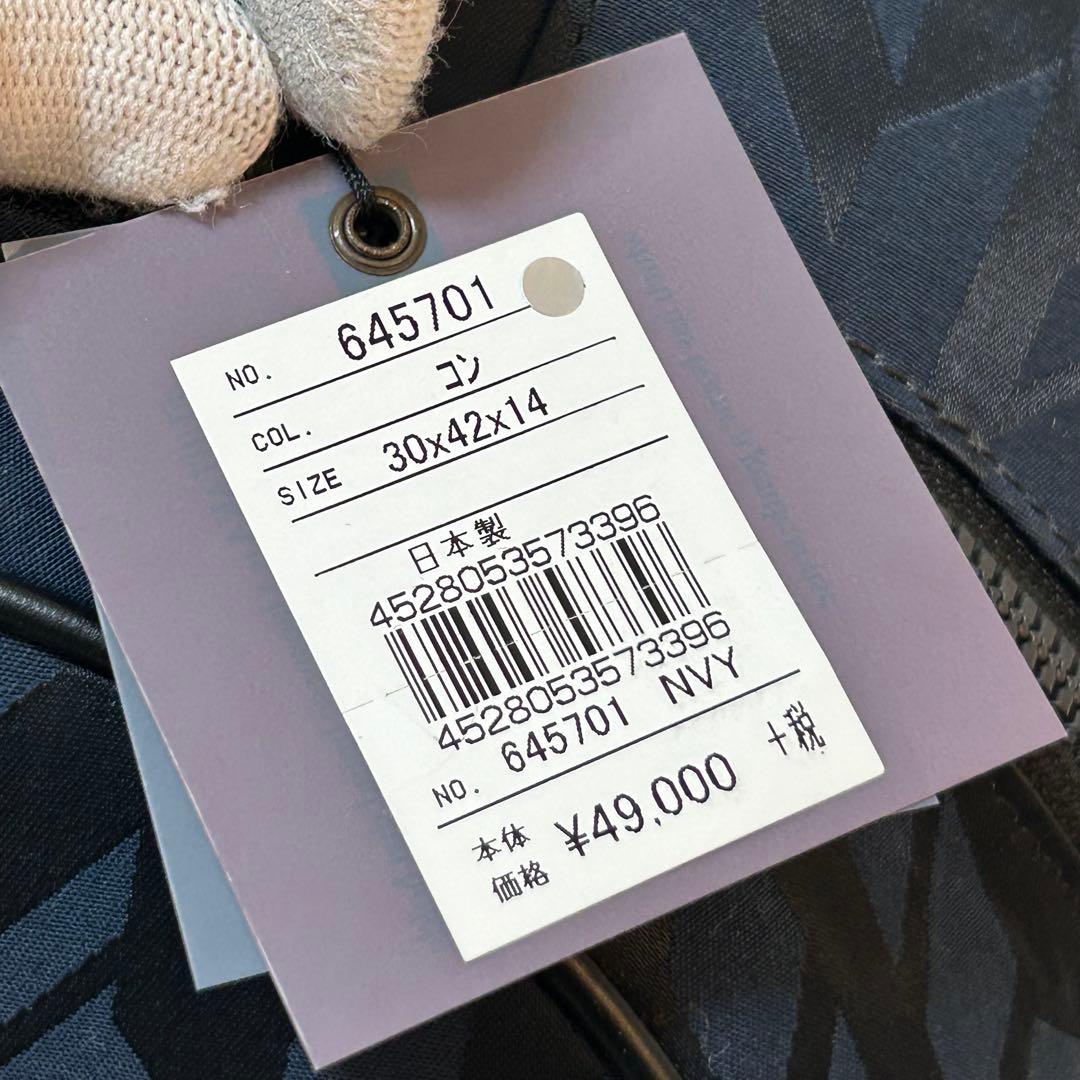 NO. 645701
COL. コン
SIZE 30x42x14
日本製
4528053573396
4528053573396
NO. 645701 NVY
本体価格 ¥49,000 +税